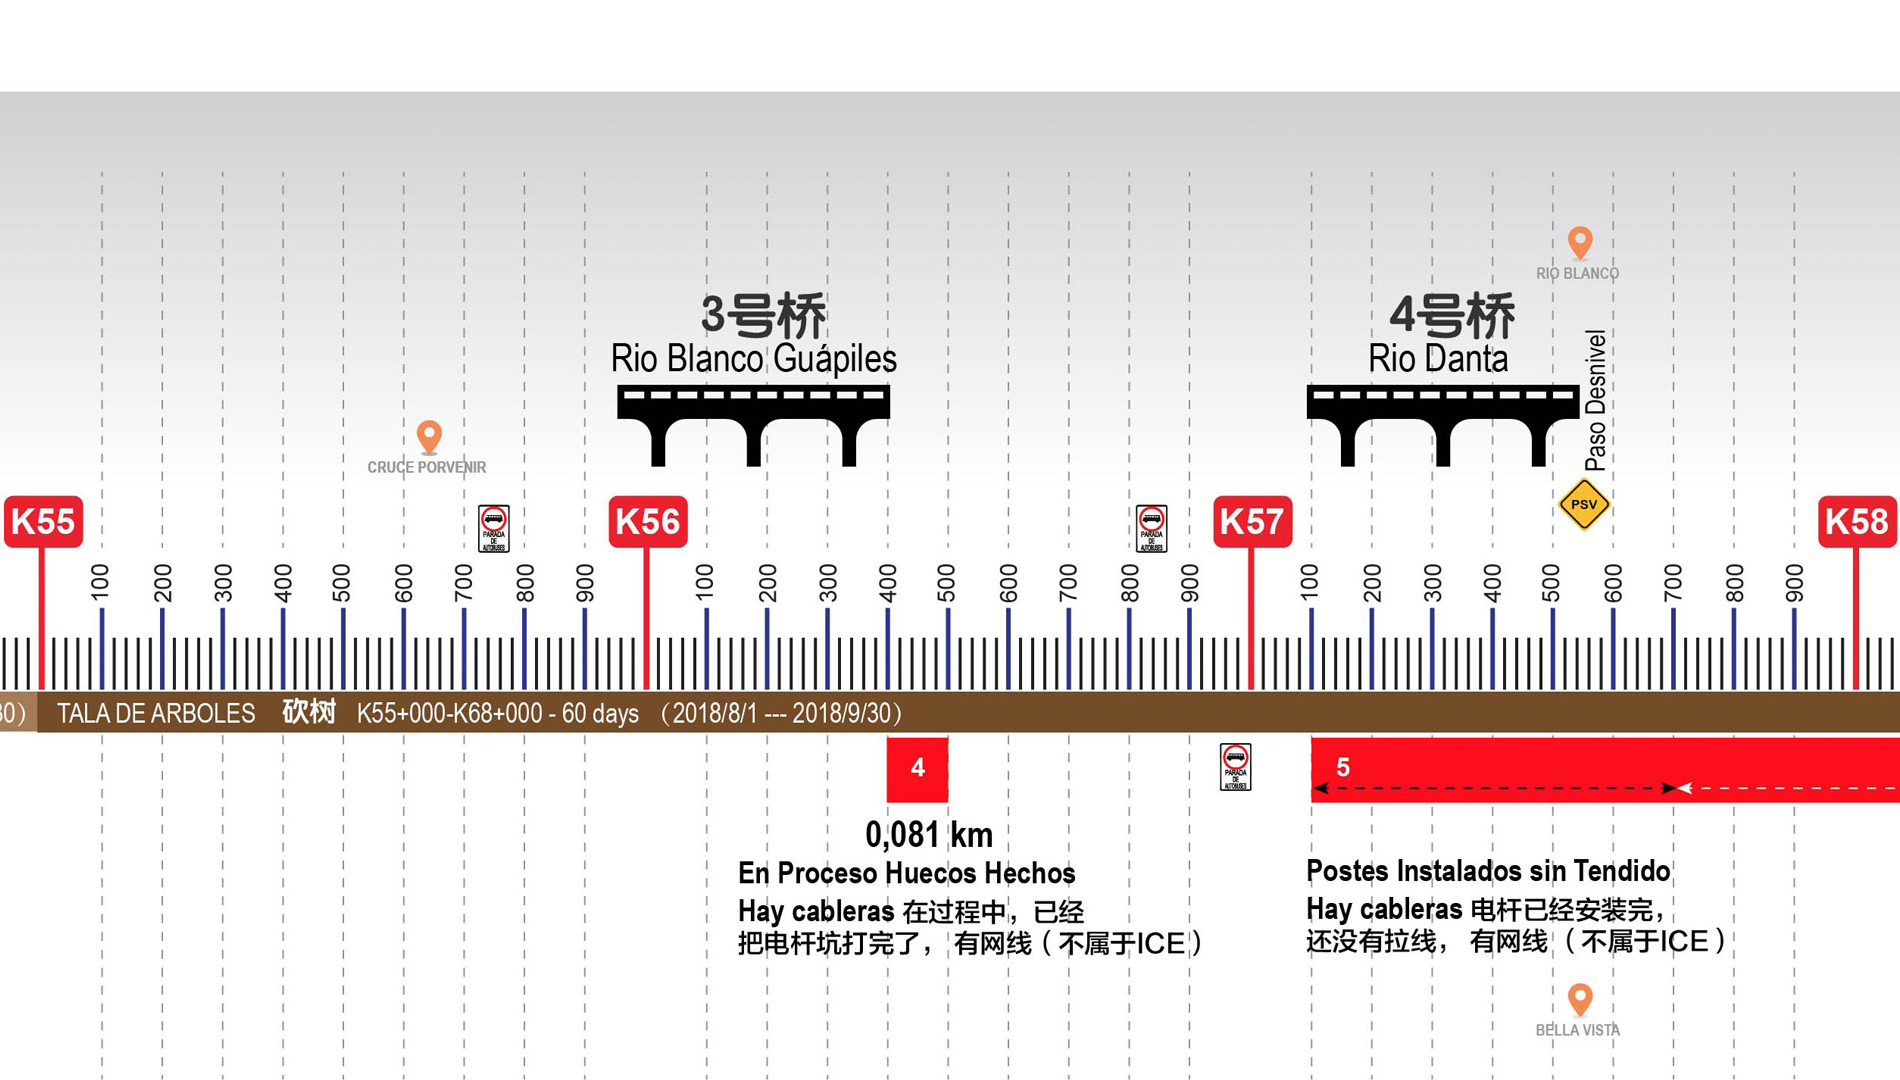 RIO BLANCO
3号桥
Rio Blanco Guápiles
4号桥
Rio Danta
Paso Desnivel
CRUCE PORVENIR
PSV
K55
PARADA
DE
AUTOBUSES
K56
PARADA
DE
AUTOBUSES
K57
K58
100 200 300 400 500 600 700 800 900 100 200 300 400 500 600 700 800 900 100 200 300 400 500 600 700 800 900
30） TALA DE ARBOLES 砍树 K55+000-K68+000 - 60 days （2018/8/1 --- 2018/9/30）
4
PARADA
DE
AUTOBUSES
5
0,081 km
En Proceso Huecos Hechos
Hay cableras 在过程中，已经
把电杆坑打完了， 有网线（不属于ICE）
Postes Instalados sin Tendido
Hay cableras 电杆已经安装完，
还没有拉线， 有网线 （不属于ICE）
BELLA VISTA